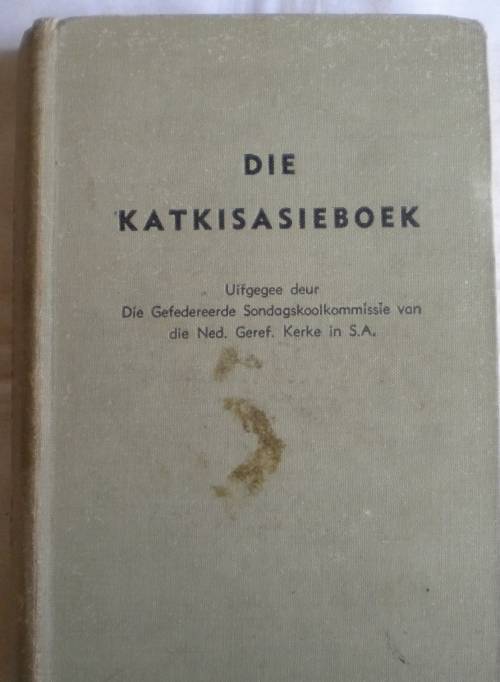 DIE
KATKISASIEBOEK
Uitgegee deur
Die Gefedereerde Sondagskoolkommissie van
die Ned. Geref. Kerke in S.A.